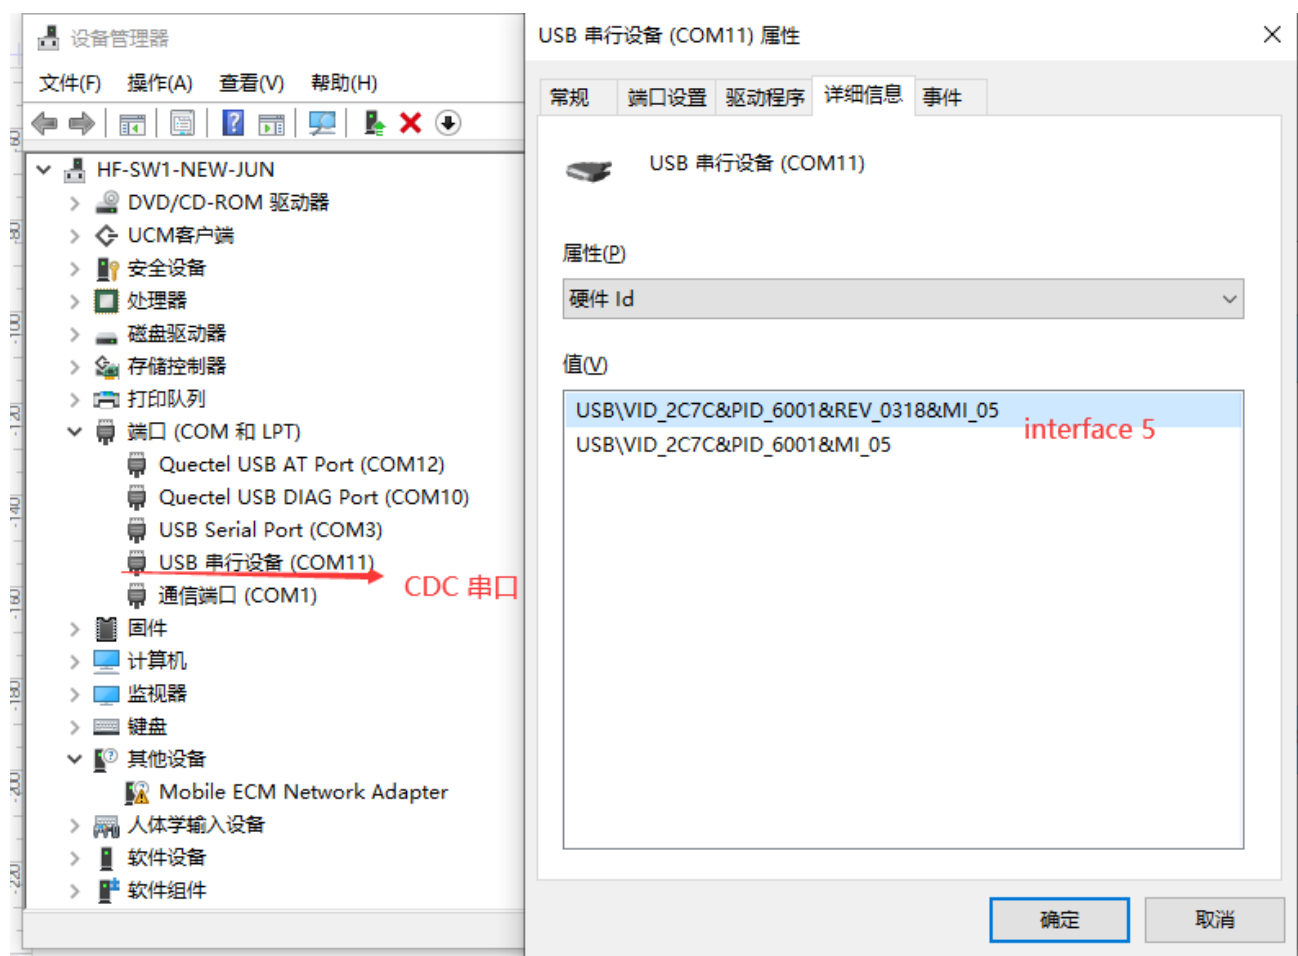 设备管理器
文件(F) 操作(A) 查看(V) 帮助(H)
HF-SW1-NEW-JUN
DVD/CD-ROM 驱动器
UCM客户端
安全设备
处理器
磁盘驱动器
存储控制器
打印队列
端口 (COM 和 LPT)
Quectel USB AT Port (COM12)
Quectel USB DIAG Port (COM10)
USB Serial Port (COM3)
USB 串行设备 (COM11)
CDC 串口
通信端口 (COM1)
固件
计算机
监视器
键盘
其他设备
Mobile ECM Network Adapter
人体学输入设备
软件设备
软件组件
USB 串行设备 (COM11) 属性
常规 端口设置 驱动程序 详细信息 事件
USB 串行设备 (COM11)
属性(P)
硬件 Id
值(V)
USB\VID_2C7C&PID_6001&REV_0318&MI_05
interface 5
USB\VID_2C7C&PID_6001&MI_05
确定 取消